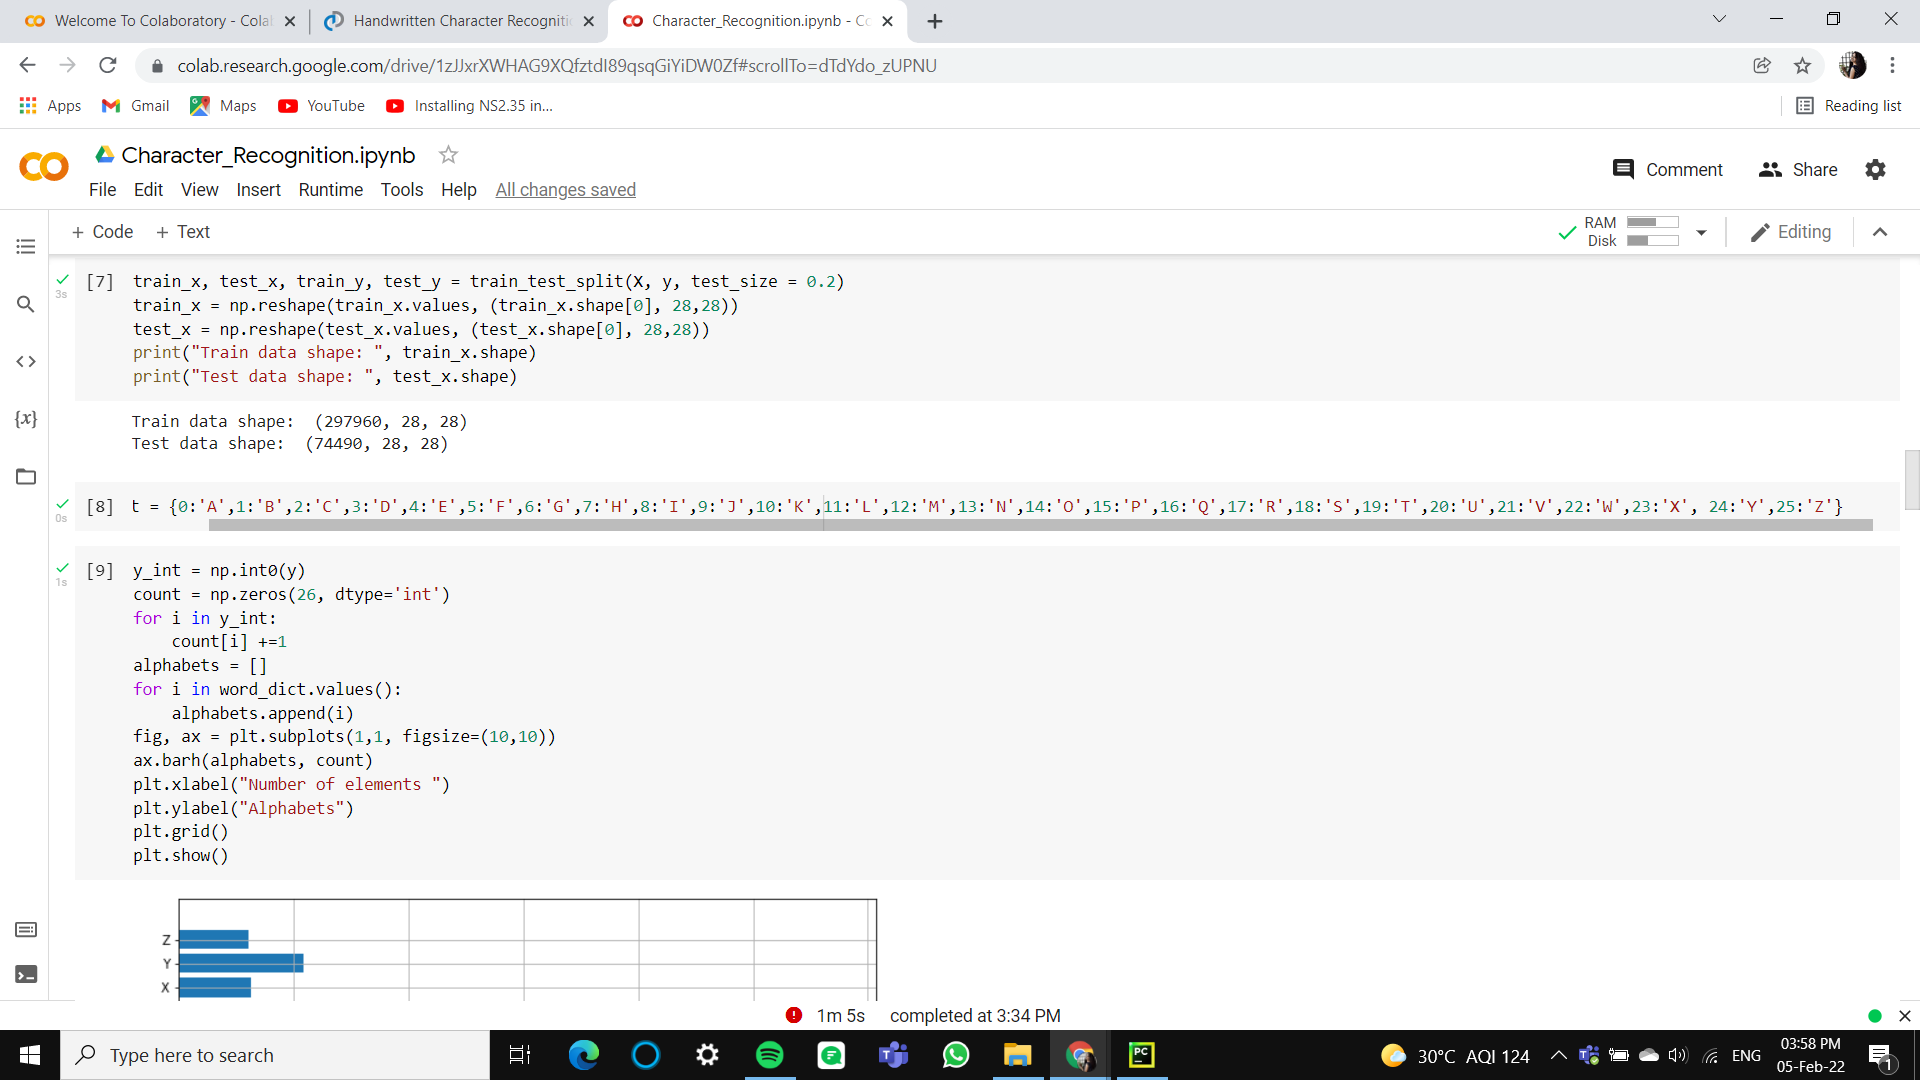 Welcome To Colaboratory - Cola
Handwritten Character Recogniti
Character_Recognition.ipynb - Co
colab.research.google.com/drive/1zJJxrXWHAG9XQfztdI89qsqGiYiDW0Zf#scrollTo=dTdYdo_zUPNU
Apps Gmail Maps YouTube Installing NS2.35 in... Reading list
Character_Recognition.ipynb
Comment Share
File Edit View Insert Runtime Tools Help All changes saved
+ Code + Text RAM Disk Editing
[7] train_x, test_x, train_y, test_y = train_test_split(X, y, test_size = 0.2)
3s
train_x = np.reshape(train_x.values, (train_x.shape[0], 28,28))
test_x = np.reshape(test_x.values, (test_x.shape[0], 28,28))
print("Train data shape: ", train_x.shape)
print("Test data shape: ", test_x.shape)
{x}
Train data shape:  (297960, 28, 28)
Test data shape:  (74490, 28, 28)
[8] t = {0:'A',1:'B',2:'C',3:'D',4:'E',5:'F',6:'G',7:'H',8:'I',9:'J',10:'K',11:'L',12:'M',13:'N',14:'O',15:'P',16:'Q',17:'R',18:'S',19:'T',20:'U',21:'V',22:'W',23:'X', 24:'Y',25:'Z'}
0s
[9] y_int = np.int0(y)
1s
count = np.zeros(26, dtype='int')
for i in y_int:
    count[i] +=1
alphabets = []
for i in word_dict.values():
    alphabets.append(i)
fig, ax = plt.subplots(1,1, figsize=(10,10))
ax.barh(alphabets, count)
plt.xlabel("Number of elements ")
plt.ylabel("Alphabets")
plt.grid()
plt.show()
Z
Y
X
1m 5s completed at 3:34 PM
Type here to search
PC
30°C AQI 124
ENG
03:58 PM
05-Feb-22
1